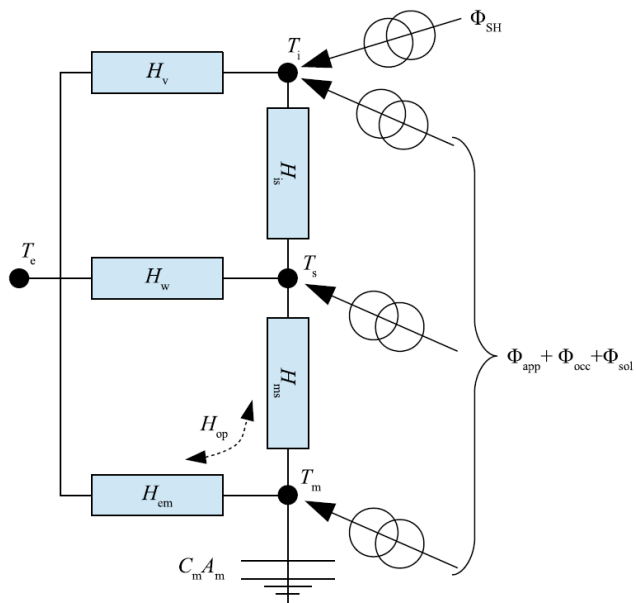 Φ_SH
T_i
H_v
H_is
T_e
T_s
H_w
Φ_app + Φ_occ + Φ_sol
H_ms
H_op
T_m
H_em
C_m A_m